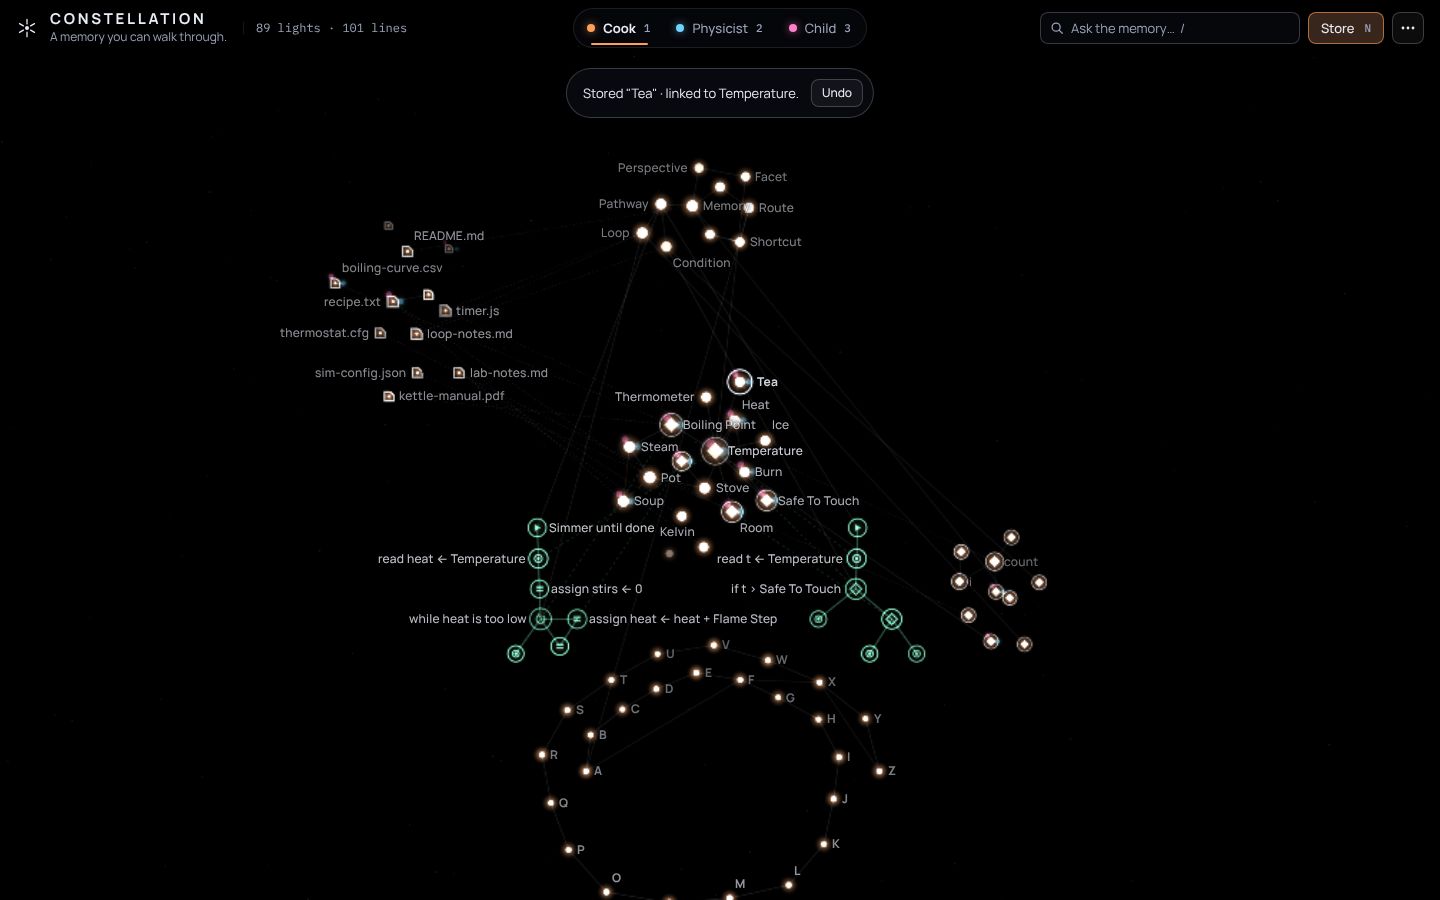 CONSTELLATION
A memory you can walk through.
89 lights · 101 lines
Cook 1
Physicist 2
Child 3
Ask the memory… /
Store N
Stored "Tea" · linked to Temperature.
Undo
Perspective
Facet
Pathway
Memory
Route
Loop
Shortcut
Condition
README.md
boiling-curve.csv
recipe.txt
timer.js
thermostat.cfg
loop-notes.md
sim-config.json
lab-notes.md
kettle-manual.pdf
Tea
Thermometer
Heat
Boiling Point
Ice
Steam
Temperature
Pot
Burn
Stove
Soup
Safe To Touch
Kelvin
Room
Simmer until done
read heat ← Temperature
read t ← Temperature
assign stirs ← 0
if t > Safe To Touch
while heat is too low
assign heat ← heat + Flame Step
count
i
V
U
W
E
T
F
X
D
G
S
C
H
Y
B
R
I
A
Z
J
Q
K
P
L
O
M